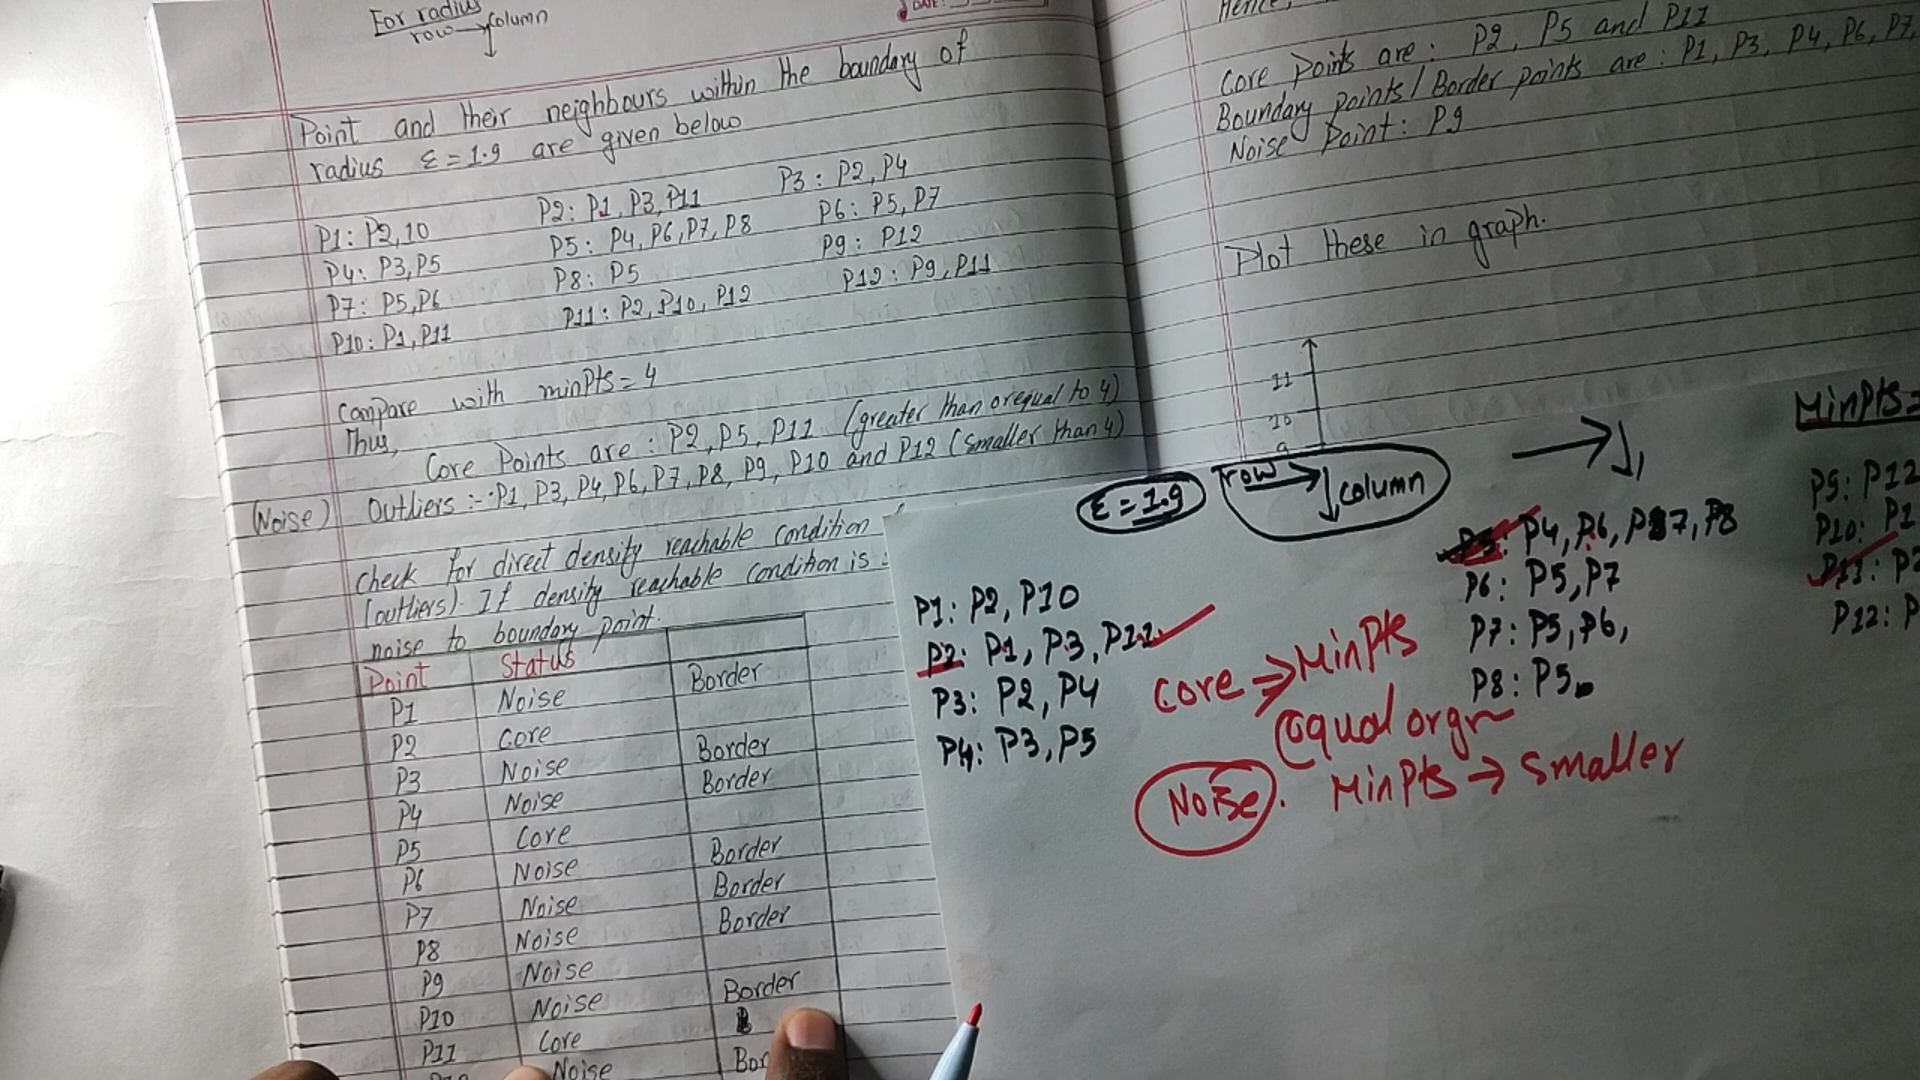 For radius
row column
DATE:
Point and their neighbours within the boundary of
radius ε = 1.9 are given below
P1: P2,10 P2: P1, P3, P11 P3: P2, P4
P4: P3,P5 P5: P4, P6, P7, P8 P6: P5, P7
P7: P5,P6 P8: P5 P9: P12
P10: P1, P11 P11: P2, P10, P12 P12: P9, P11
Compare with minPts = 4
Thus,
Core Points are: P2, P5, P11 (greater than or equal to 4)
(Noise) Outliers :- P1, P3, P4, P6, P7, P8, P9, P10 and P12 (Smaller than 4)
Check for direct density reachable condition
(outliers). If density reachable condition is
noise to boundary point.
Point Status
P1 Noise Border
P2 Core
P3 Noise Border
P4 Noise Border
P5 Core
P6 Noise Border
P7 Noise Border
P8 Noise Border
P9 Noise
P10 Noise Border
P11 Core
Noise Bor
Hence,
Core Points are: P2, P5 and P11
Boundary points/Border points are: P1, P3, P4, P6, P7,
Noise Point: P9
Plot these in graph.
11
10
9
ε = 1.9
row column
P1: P2, P10
P2: P1, P3, P11
P3: P2, P4
P4: P3, P5
Core → MinPts
equal or gr
Noise. MinPts → Smaller
P5: P4, P6, P7, P8
P6: P5, P7
P7: P5, P6,
P8: P5
MinPts=
P9: P12
P10: P1
P11: P2
P12: P